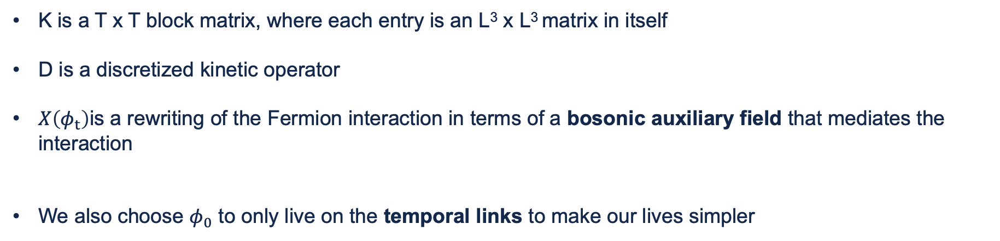 • K is a T x T block matrix, where each entry is an L³ x L³ matrix in itself
• D is a discretized kinetic operator
• X(ϕₜ)is a rewriting of the Fermion interaction in terms of a bosonic auxiliary field that mediates the
interaction
• We also choose ϕ₀ to only live on the temporal links to make our lives simpler